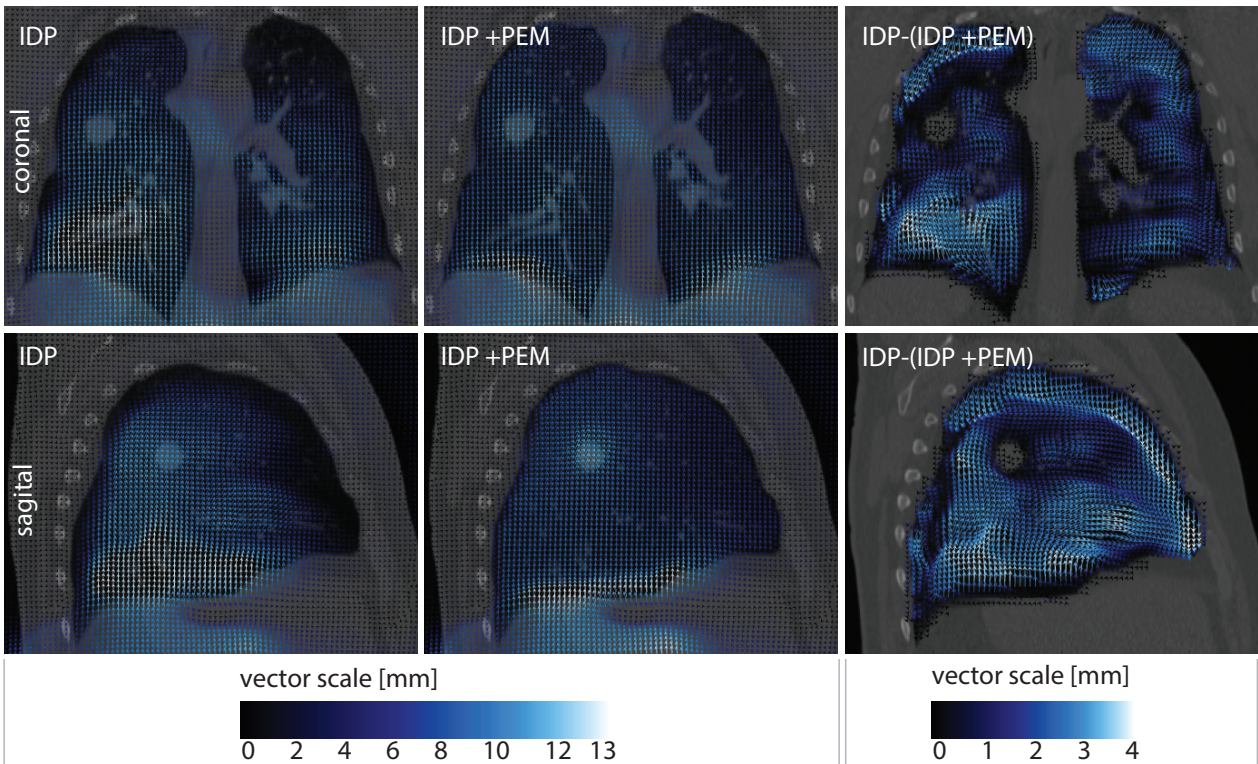 IDP
IDP +PEM
IDP-(IDP +PEM)
coronal
IDP
IDP +PEM
IDP-(IDP +PEM)
sagital
vector scale [mm]
0 2 4 6 8 10 12 13
vector scale [mm]
0 1 2 3 4